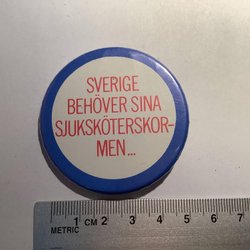 SVERIGE
BEHÖVER SINA
SJUKSKÖTERSKOR-
MEN...
1 CM 2 3 4 5 6 7
METRIC